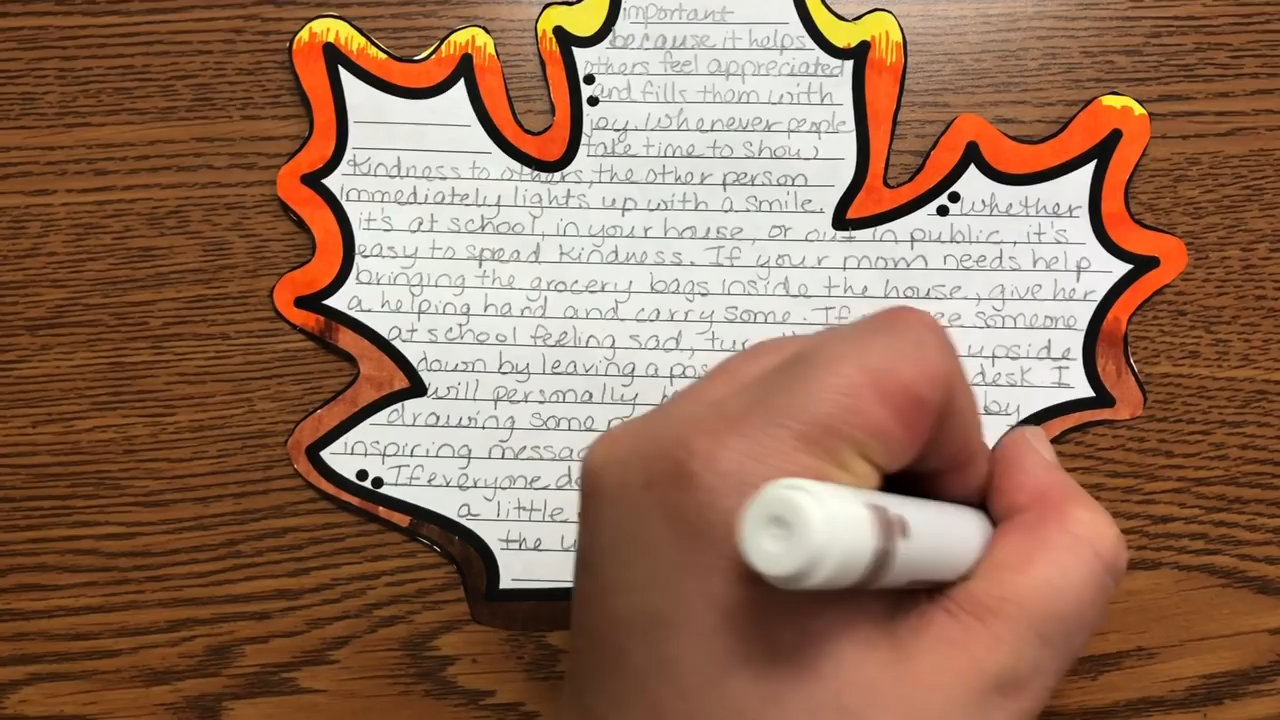 important
because it helps
others feel appreciated
and fills them with
joy. Whenever people
take time to show
kindness to others, the other person
immediately lights up with a smile.
Whether
it's at school, in your house, or out in public, it's
easy to spread kindness. If your mom needs help
bringing the grocery bags inside the house, give her
a helping hand and carry some. If see someone
at school feeling sad, upside
down by leaving a desk. I
will personally by
drawing some
inspiring
If everyone
a little
the